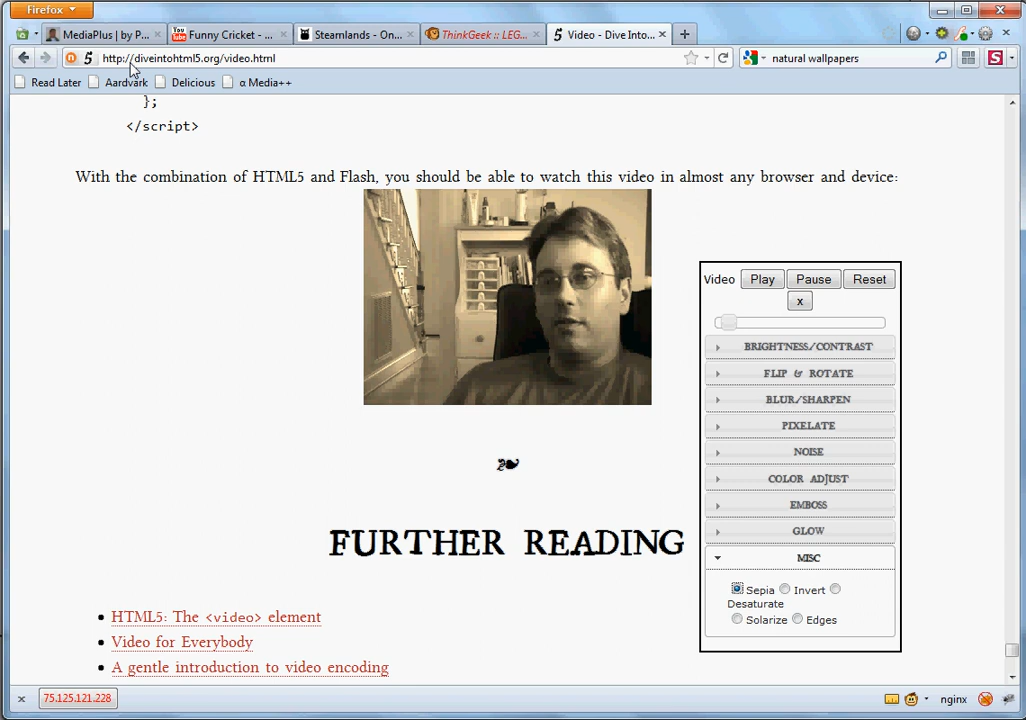 Firefox
MediaPlus | by P...
You Tube Funny Cricket - ...
Steamlands - On...
ThinkGeek :: LEG...
5 Video - Dive Into...
5 http://diveintohtml5.org/video.html
natural wallpapers
S
Read Later
Aardvark
Delicious
α Media++
};
</script>
With the combination of HTML5 and Flash, you should be able to watch this video in almost any browser and device:
Video Play Pause Reset
x
BRIGHTNESS/CONTRAST
FLIP & ROTATE
BLUR/SHARPEN
PIXELATE
NOISE
COLOR ADJUST
EMBOSS
GLOW
MISC
Sepia Invert
Desaturate
Solarize Edges
FURTHER READING
HTML5: The <video> element
Video for Everybody
A gentle introduction to video encoding
x 75.125.121.228
nginx